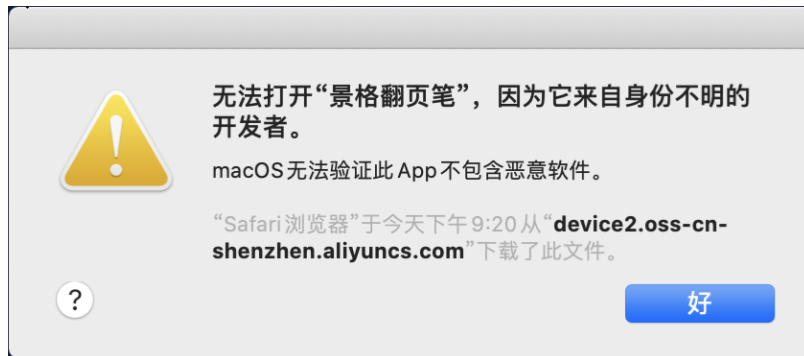 无法打开“景格翻页笔”，因为它来自身份不明的
开发者。
macOS无法验证此App不包含恶意软件。
“Safari浏览器”于今天下午9:20从“device2.oss-cn-
shenzhen.aliyuncs.com”下载了此文件。
?
好